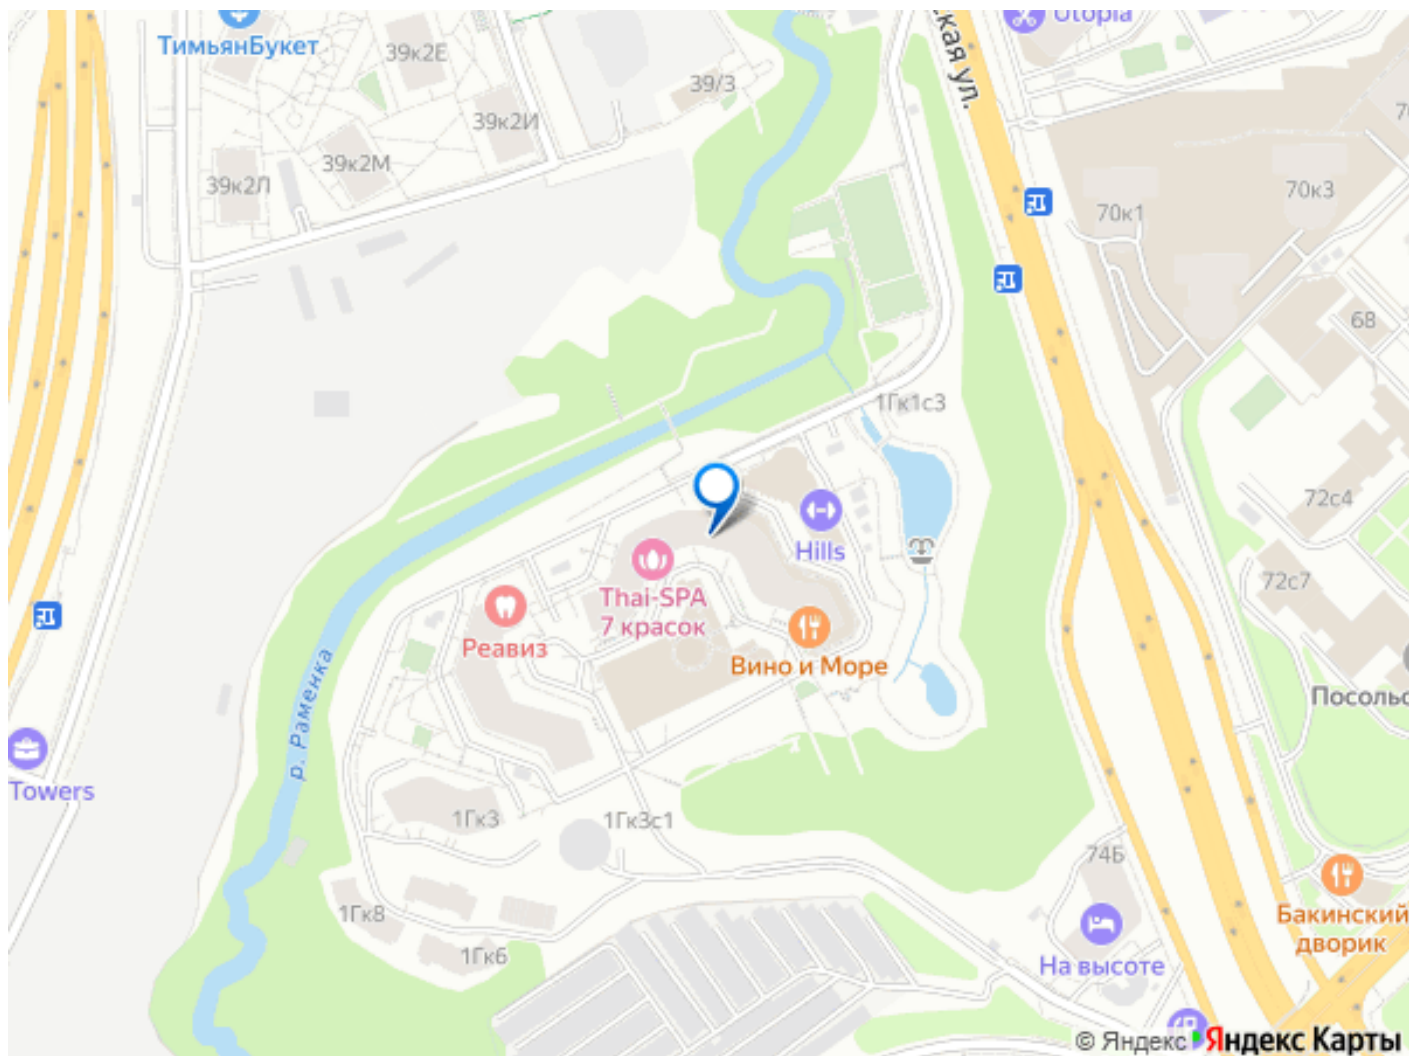 Utopia
ТимьянБукет
39к2Е
ская ул.
39/3
39к2И
39к2М
39к2Л
70к3
70к1
68
1Гк1с3
72с4
Hills
72с7
Thai-SPA
7 красок
Реавиз
Вино и Море
Посольс
р. Раменка
Towers
1Гк3
1Гк3с1
74Б
1Гк8
Бакинский
дворик
1Гк6
На высоте
© Яндекс Яндекс Карты